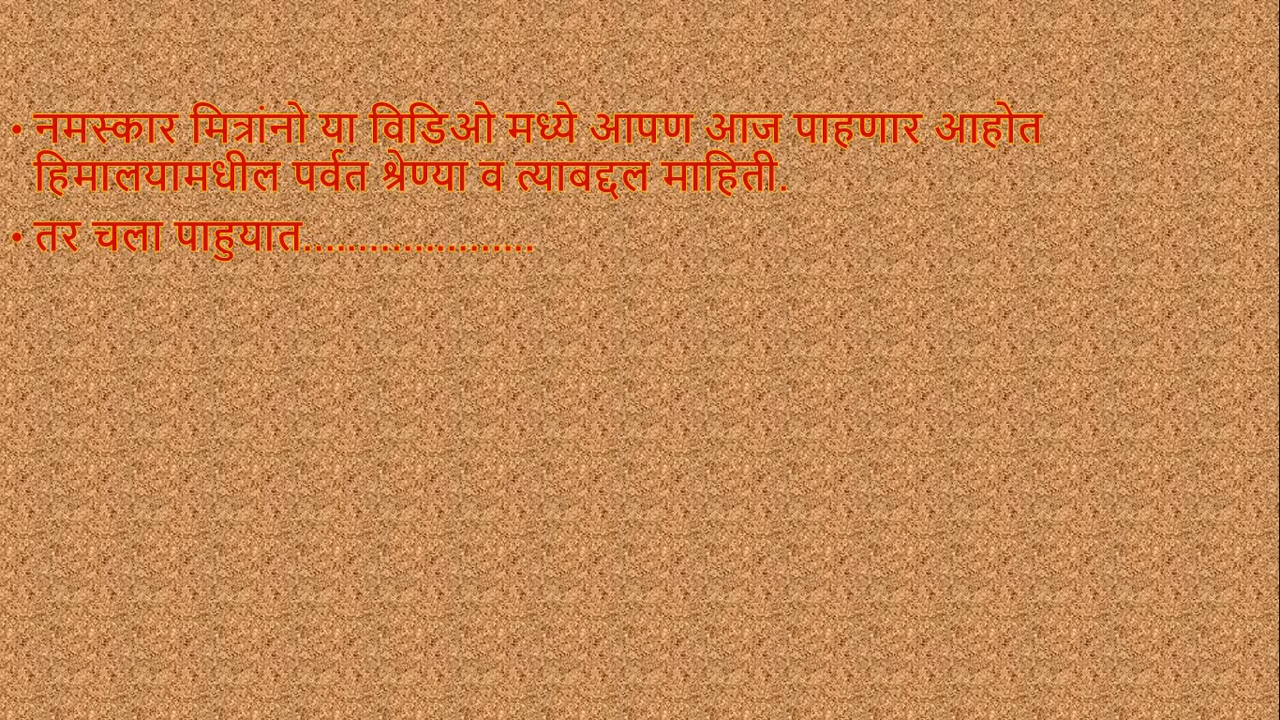 • नमस्कार मित्रांनो या विडिओ मध्ये आपण आज पाहणार आहोत
हिमालयामधील पर्वत श्रेण्या व त्याबद्दल माहिती.
• तर चला पाहुयात.....................